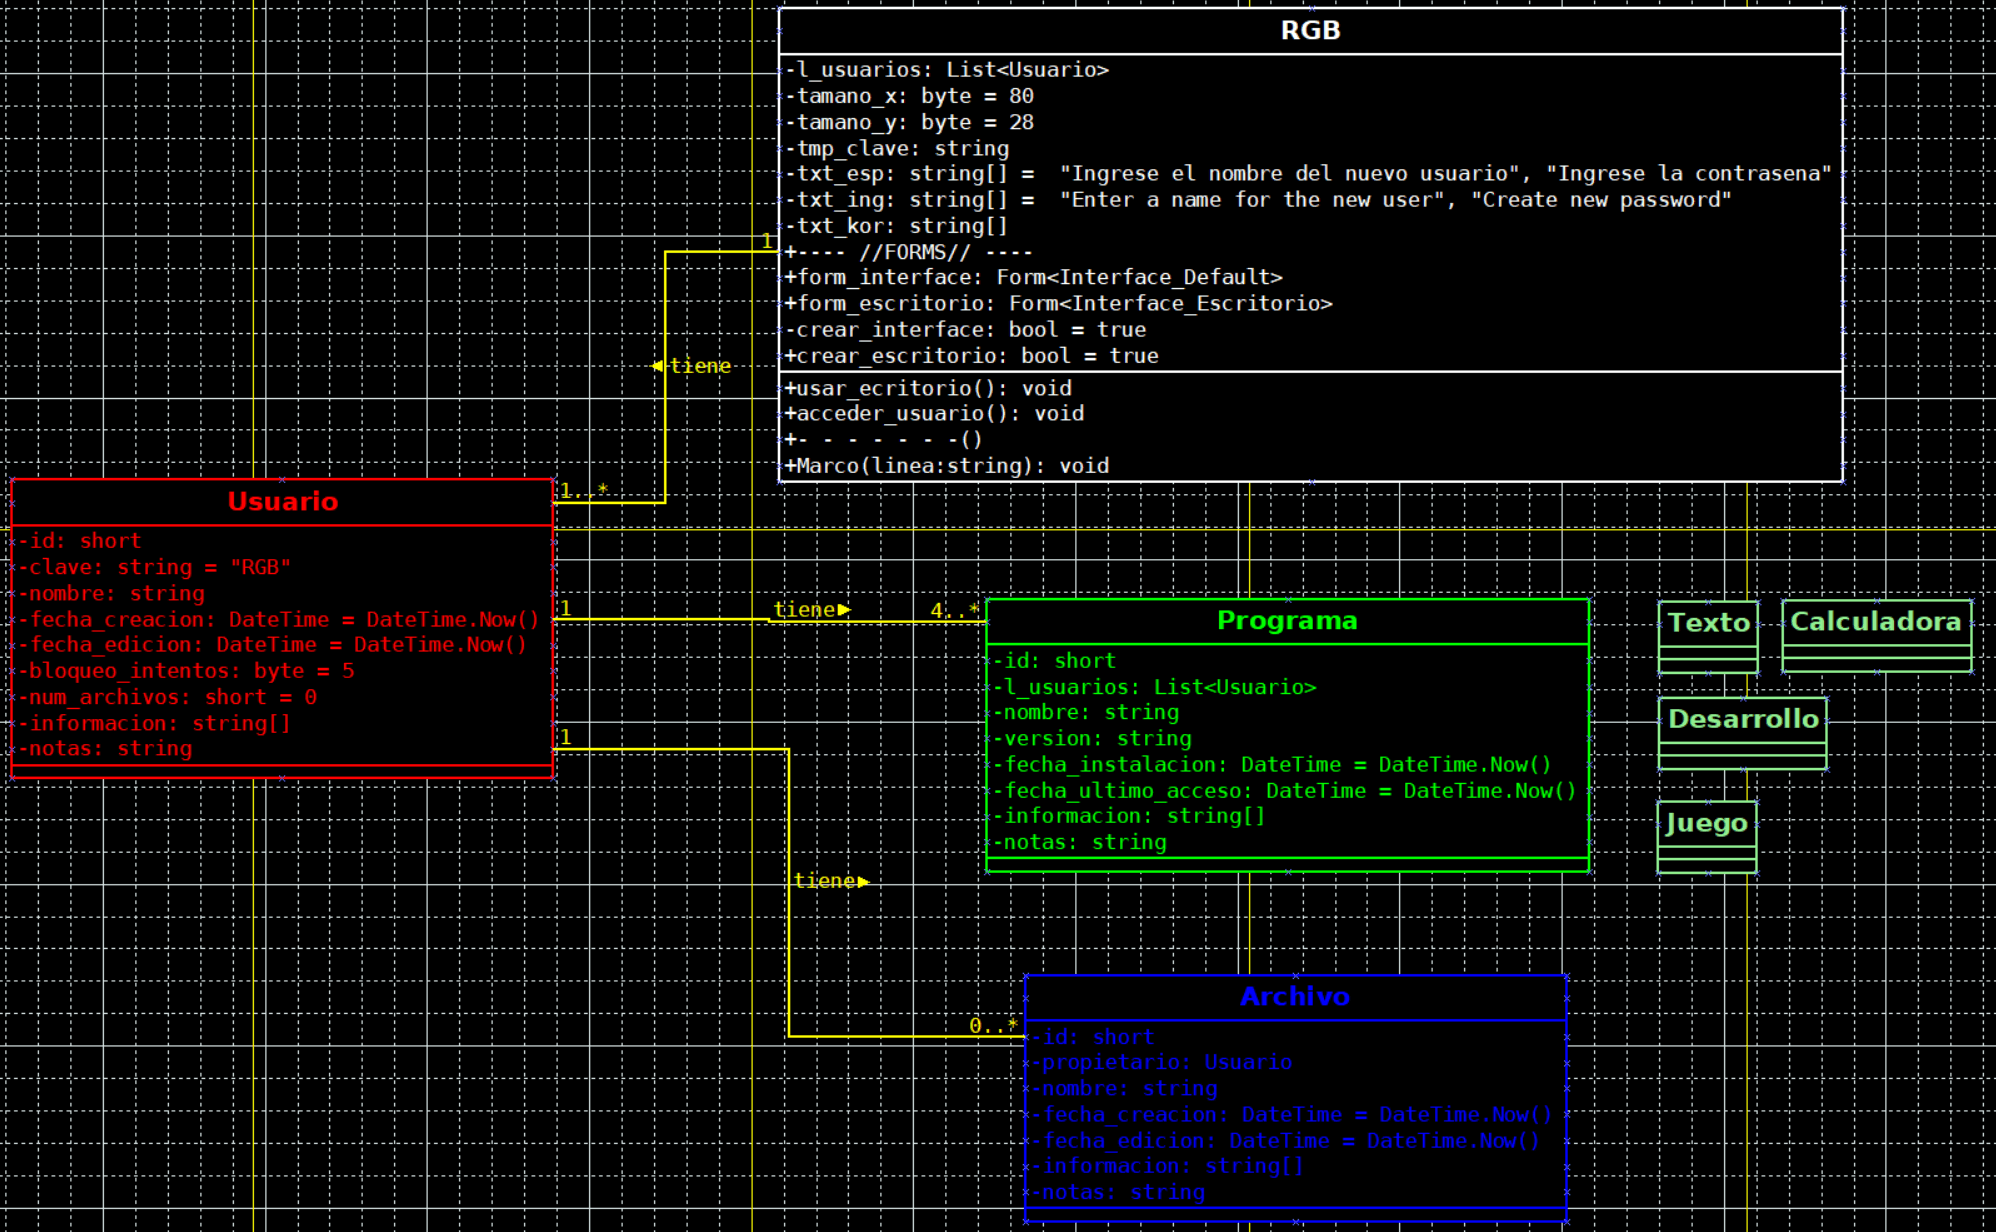 RGB
-l_usuarios: List<Usuario>
-tamano_x: byte = 80
-tamano_y: byte = 28
-tmp_clave: string
-txt_esp: string[] =  "Ingrese el nombre del nuevo usuario", "Ingrese la contrasena"
-txt_ing: string[] =  "Enter a name for the new user", "Create new password"
-txt_kor: string[]
+---- //FORMS// ----
+form_interface: Form<Interface_Default>
+form_escritorio: Form<Interface_Escritorio>
-crear_interface: bool = true
+crear_escritorio: bool = true
+usar_ecritorio(): void
+acceder_usuario(): void
+- - - - - - -()
+Marco(linea:string): void
1
tiene
1..*
Usuario
-id: short
-clave: string = "RGB"
-nombre: string
-fecha_creacion: DateTime = DateTime.Now()
-fecha_edicion: DateTime = DateTime.Now()
-bloqueo_intentos: byte = 5
-num_archivos: short = 0
-informacion: string[]
-notas: string
1
tiene
4..*
Programa
-id: short
-l_usuarios: List<Usuario>
-nombre: string
-version: string
-fecha_instalacion: DateTime = DateTime.Now()
-fecha_ultimo_acceso: DateTime = DateTime.Now()
-informacion: string[]
-notas: string
Texto
Calculadora
Desarrollo
Juego
1
tiene
0..*
Archivo
-id: short
-propietario: Usuario
-nombre: string
-fecha_creacion: DateTime = DateTime.Now()
-fecha_edicion: DateTime = DateTime.Now()
-informacion: string[]
-notas: string